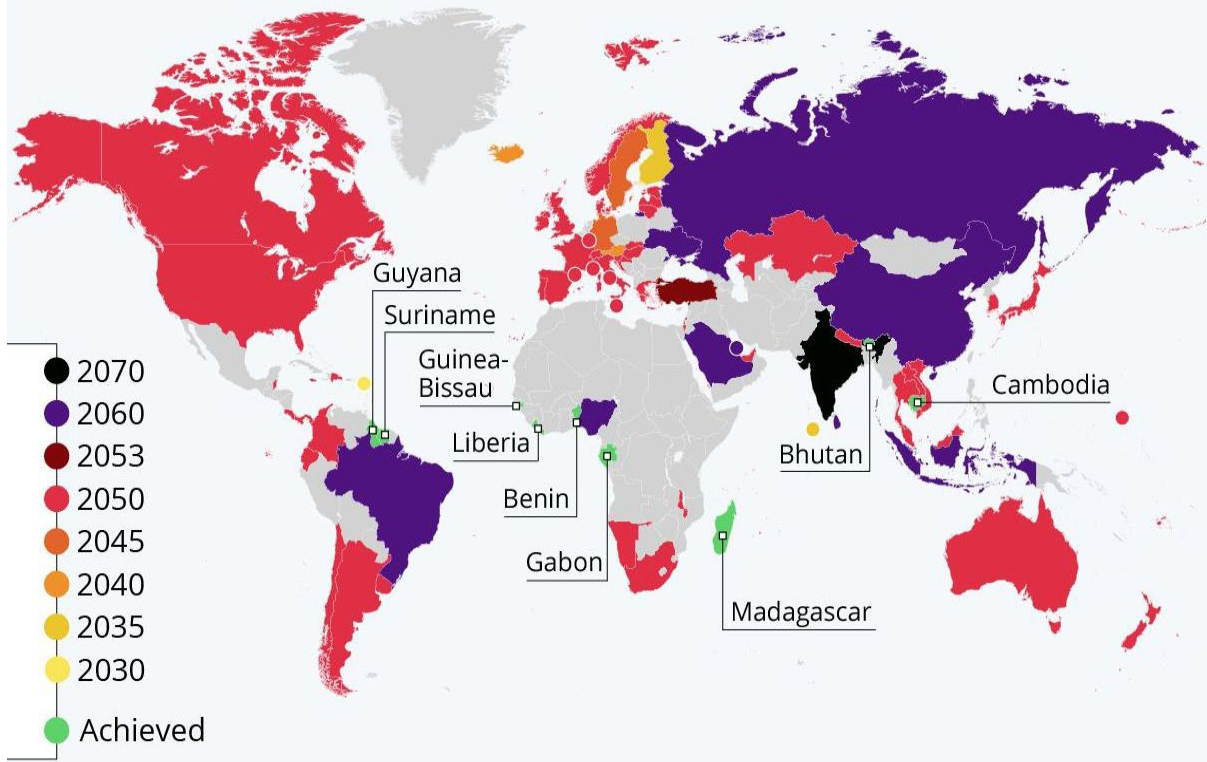 Guyana
Suriname
Guinea-
Bissau
Liberia
Benin
Gabon
Madagascar
Bhutan
Cambodia
2070
2060
2053
2050
2045
2040
2035
2030
Achieved